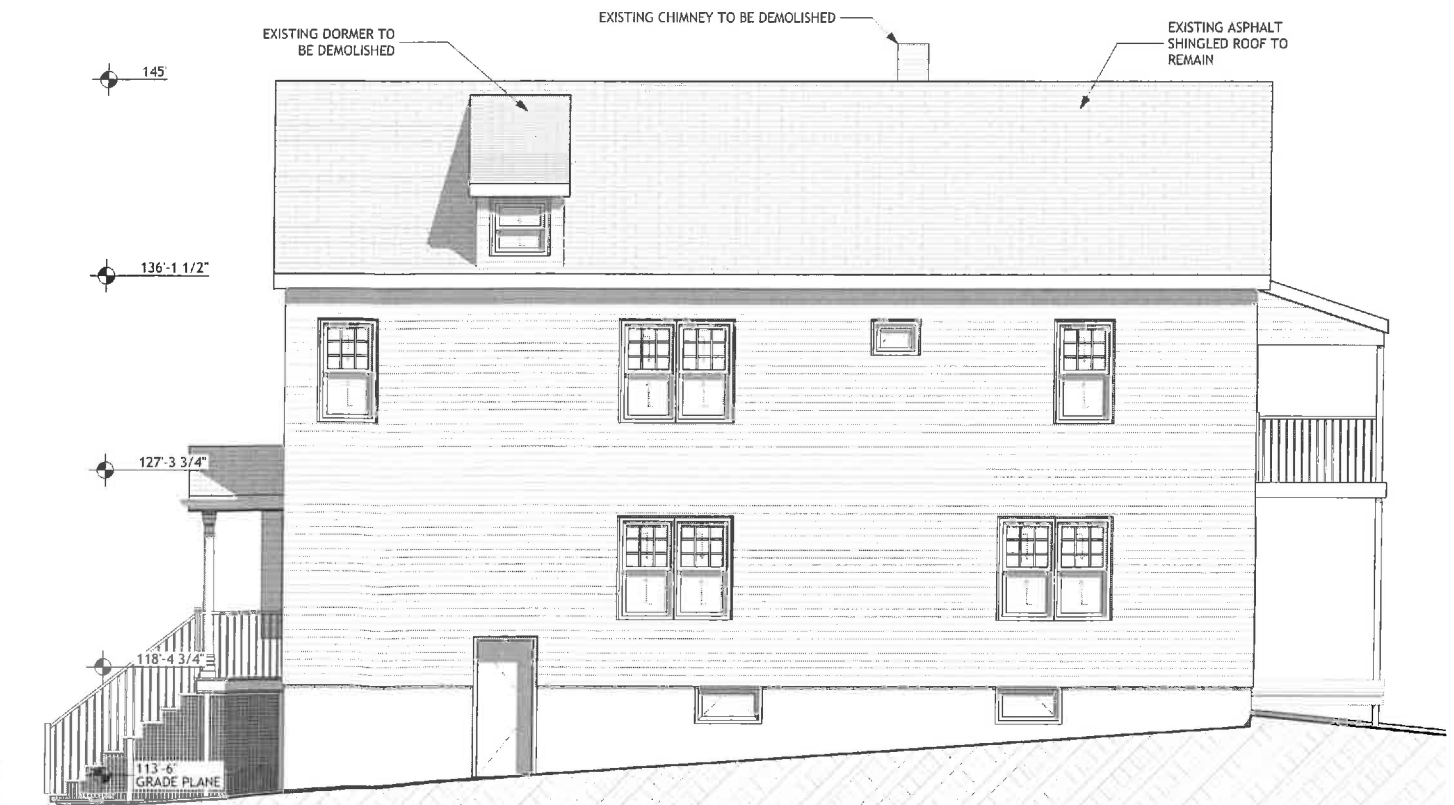 EXISTING CHIMNEY TO BE DEMOLISHED
EXISTING DORMER TO
BE DEMOLISHED
EXISTING ASPHALT
SHINGLED ROOF TO
REMAIN
145'
136'-1 1/2"
127'-3 3/4"
118'-4 3/4"
113'-6"
GRADE PLANE